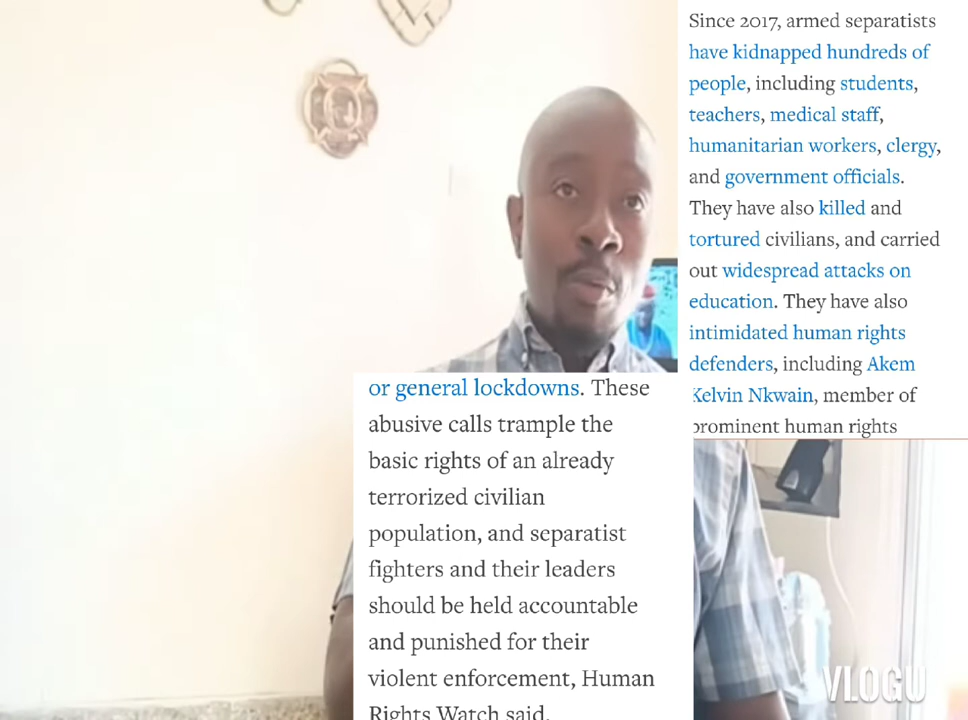 Since 2017, armed separatists
have kidnapped hundreds of
people, including students,
teachers, medical staff,
humanitarian workers, clergy,
and government officials.
They have also killed and
tortured civilians, and carried
out widespread attacks on
education. They have also
intimidated human rights
defenders, including Akem
Kelvin Nkwain, member of
prominent human rights
or general lockdowns. These
abusive calls trample the
basic rights of an already
terrorized civilian
population, and separatist
fighters and their leaders
should be held accountable
and punished for their
violent enforcement, Human
Rights Watch said.
VLOGU